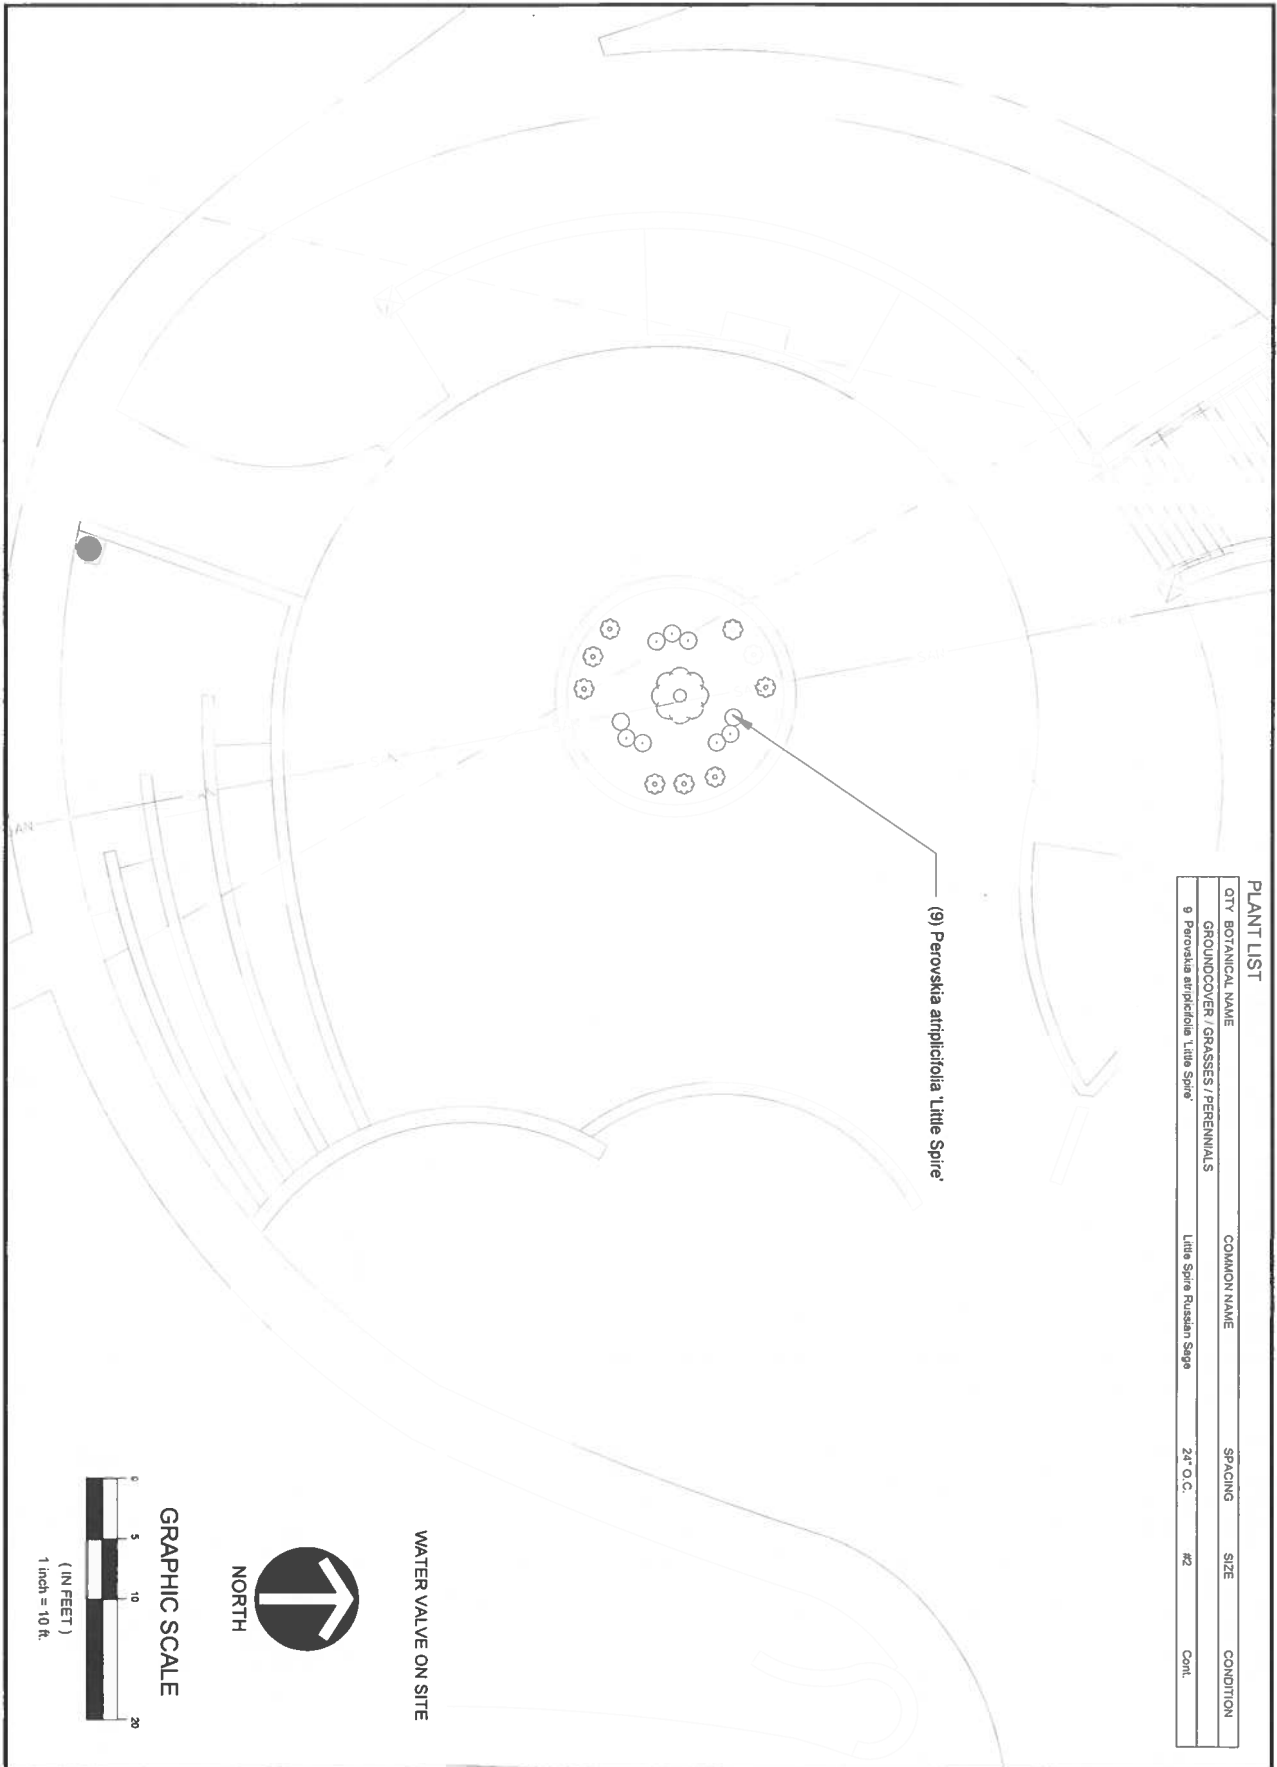 PLANT LIST
QTY BOTANICAL NAME COMMON NAME SPACING SIZE CONDITION
GROUNDCOVER / GRASSES / PERENNIALS
9 Perovskia atriplicifolia 'Little Spire' Little Spire Russian Sage 24" O.C. #2 Cont.
(9) Perovskia atriplicifolia 'Little Spire'
WATER VALVE ON SITE
NORTH
GRAPHIC SCALE
0 5 10 20
( IN FEET )
1 inch = 10 ft.